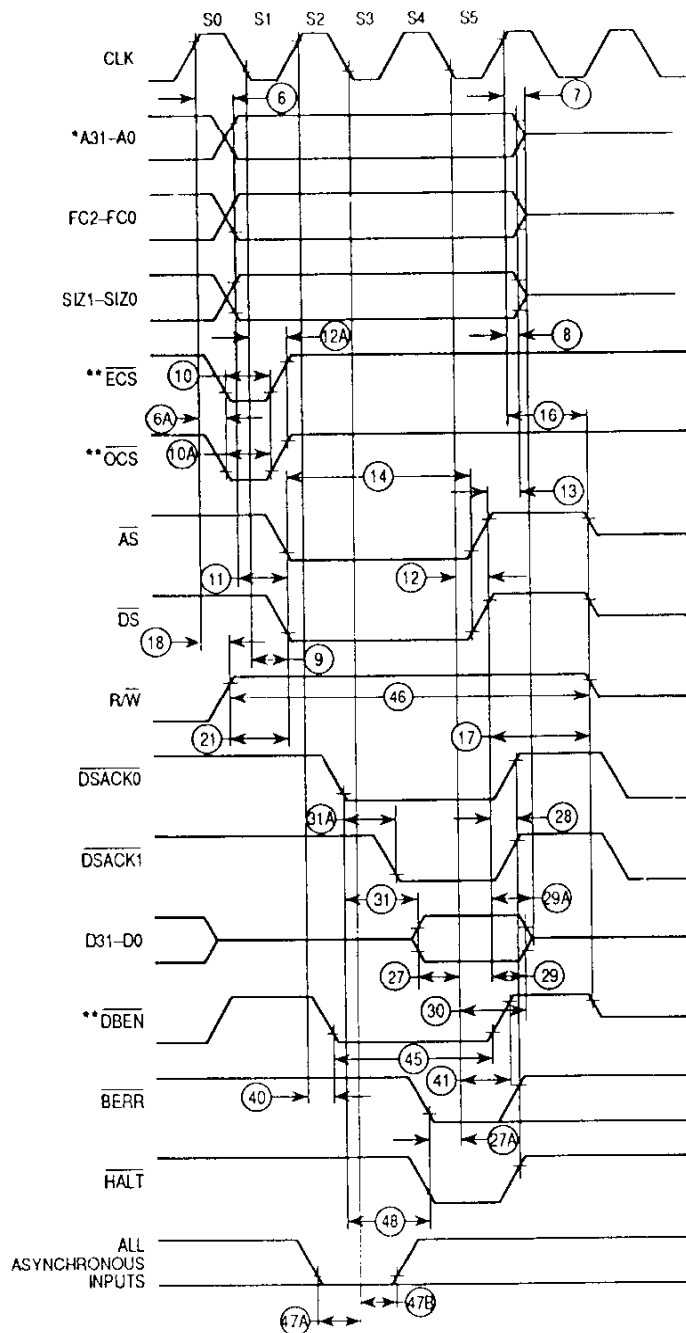 S0 S1 S2 S3 S4 S5
CLK
6 7
*A31-A0
FC2-FC0
SIZ1-SIZ0
12A 8
**ECS 10
6A 16
**OCS 10A
14 13
AS
11 12
DS
18 9
R/W 46
21 17
DSACK0
31A 28
DSACK1
31 29A
D31-D0
27 29
30
**DBEN
45
41
BERR 40
27A
HALT
48
ALL
ASYNCHRONOUS
INPUTS
47A 47B